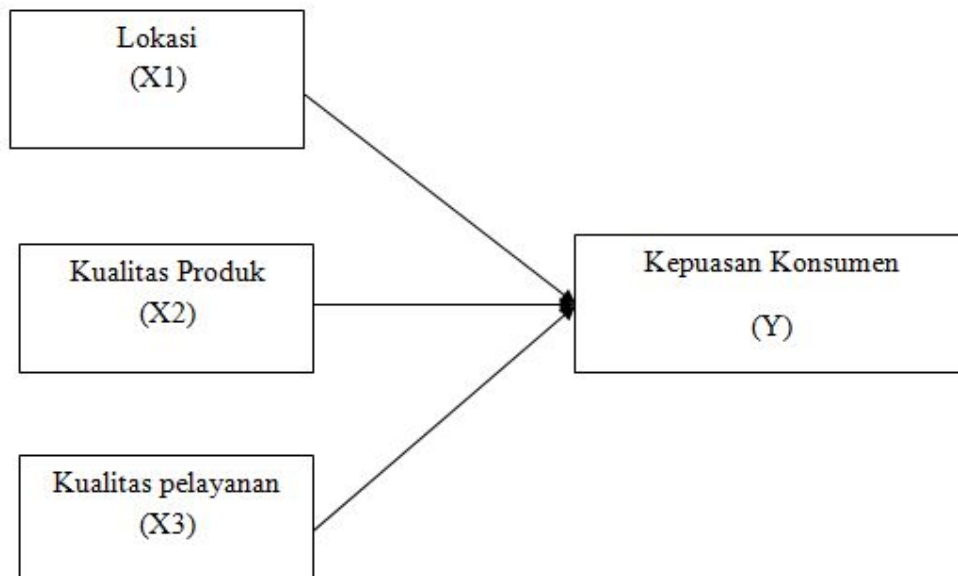 Lokasi
(X1)
Kualitas Produk
(X2)
Kepuasan Konsumen
(Y)
Kualitas pelayanan
(X3)